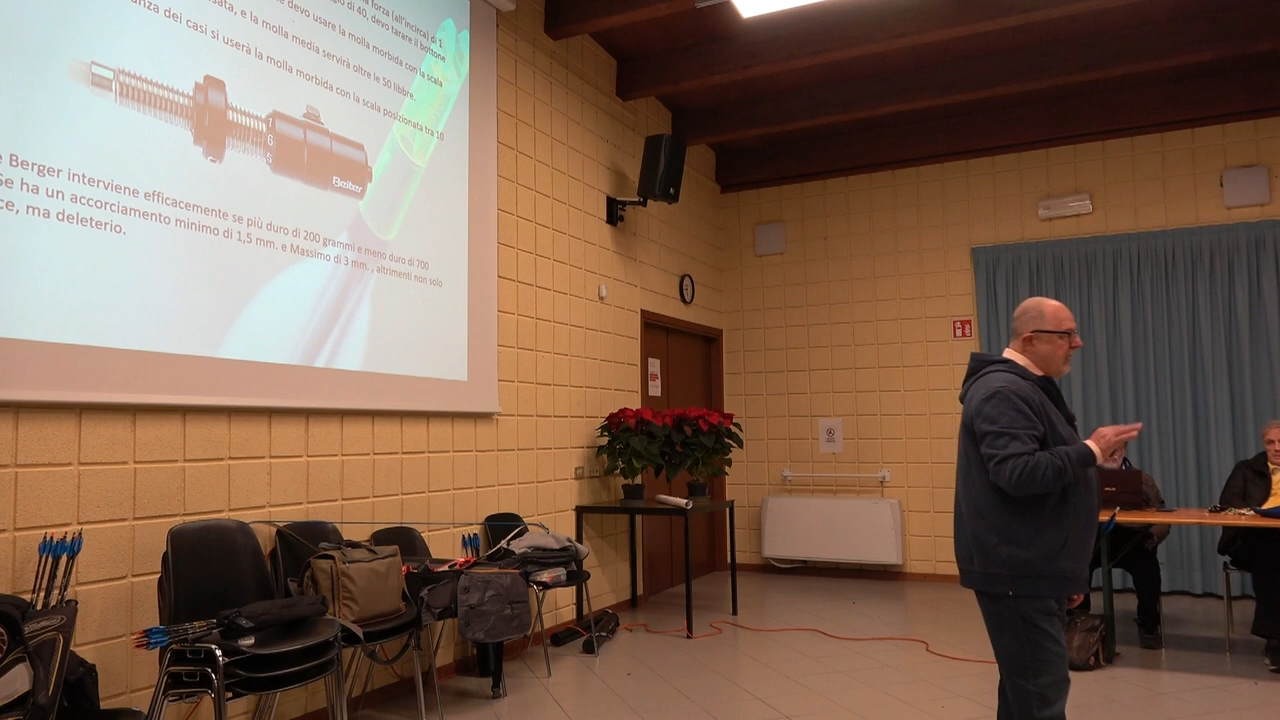 la forza (all'incirca) di 1
gio di 40, devo tarare il bottone
e devo usare la molla morbida con la scala
sata, e la molla media servirà oltre le 50 libbre.
anza dei casi si userà la molla morbida con la scala posizionata tra 10
7
6
5
Beiter
e Berger interviene efficacemente se più duro di 200 grammi e meno duro di 700
Se ha un accorciamento minimo di 1,5 mm. e Massimo di 3 mm. , altrimenti non solo
ce, ma deleterio.